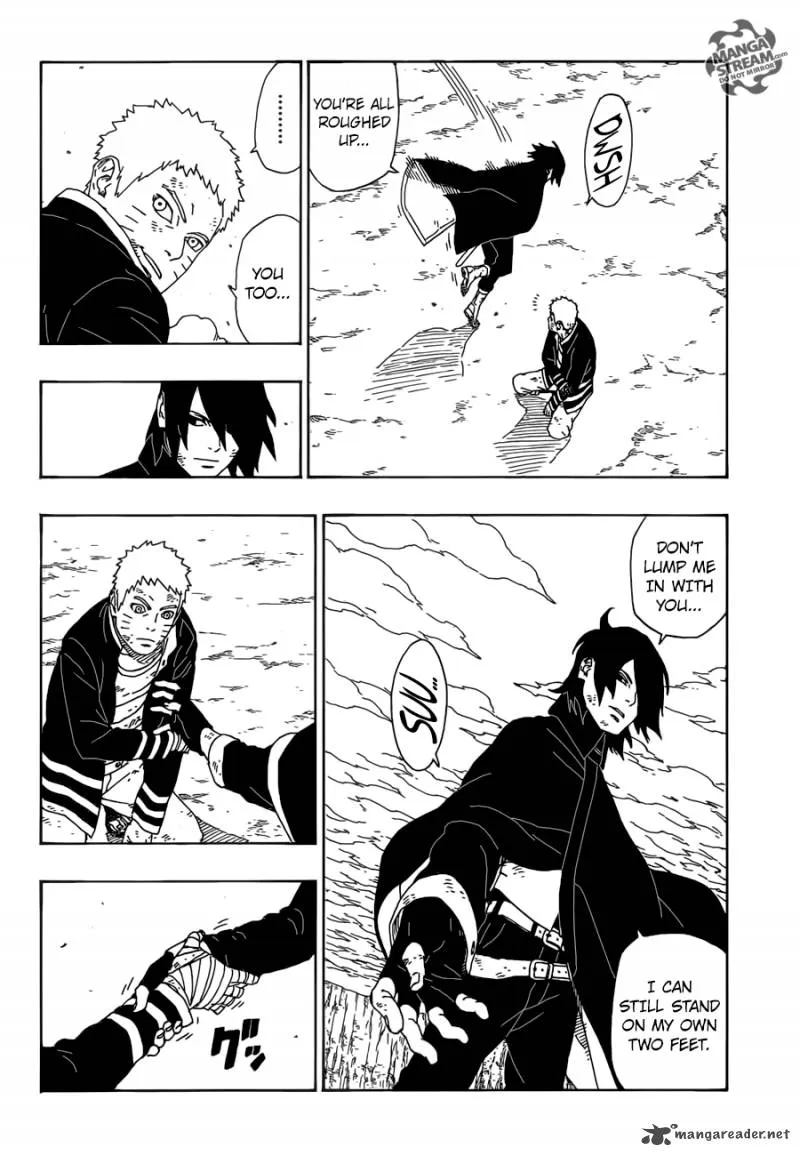 MANGA
STREAM
.COM
DO NOT MIRROR
DWSH
YOU'RE ALL
ROUGHED
UP...
.........
YOU
TOO...
DON'T
LUMP ME
IN WITH
YOU...
SUU...
I CAN
STILL STAND
ON MY OWN
TWO FEET.
グッ
mangareader.net